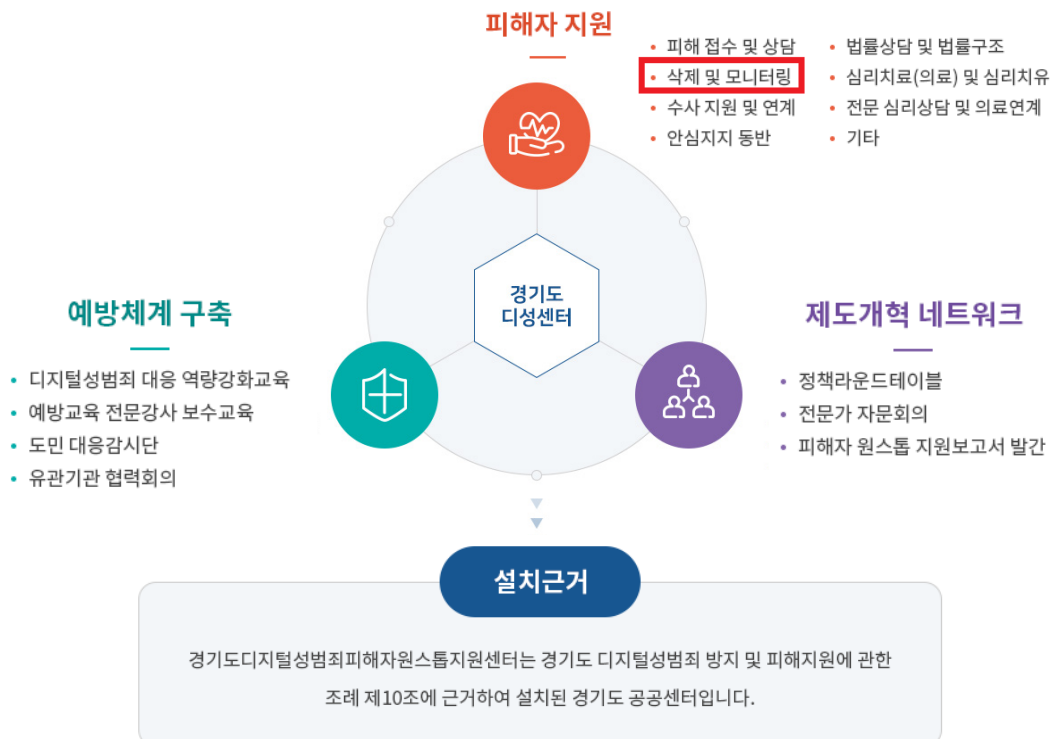 피해자 지원
• 피해 접수 및 상담
• 삭제 및 모니터링
• 수사 지원 및 연계
• 안심지지 동반
• 법률상담 및 법률구조
• 심리치료(의료) 및 심리치유
• 전문 심리상담 및 의료연계
• 기타
경기도
디성센터
예방체계 구축
• 디지털성범죄 대응 역량강화교육
• 예방교육 전문강사 보수교육
• 도민 대응감시단
• 유관기관 협력회의
제도개혁 네트워크
• 정책라운드테이블
• 전문가 자문회의
• 피해자 원스톱 지원보고서 발간
설치근거
경기도디지털성범죄피해자원스톱지원센터는 경기도 디지털성범죄 방지 및 피해지원에 관한
조례 제10조에 근거하여 설치된 경기도 공공센터입니다.